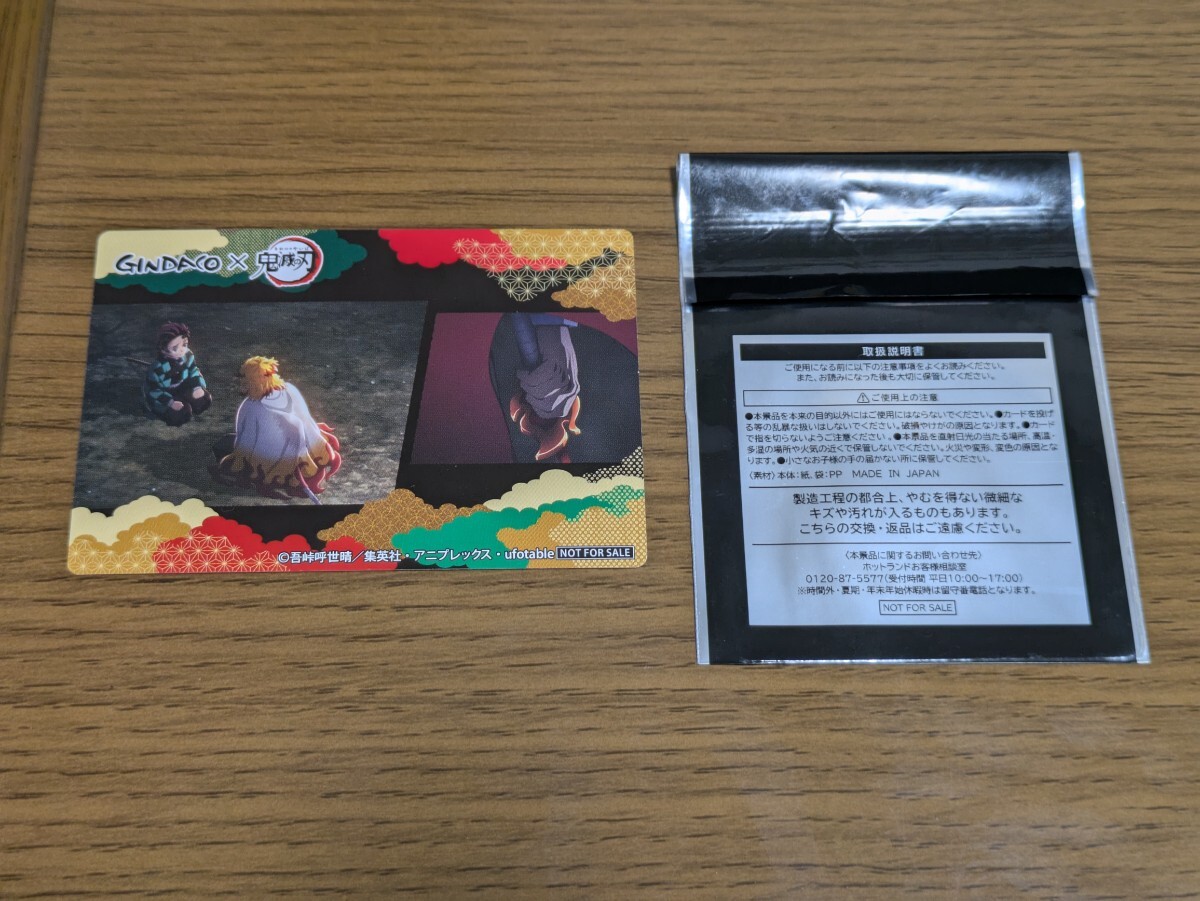 GINDACO × 鬼滅の刃
©吾峠呼世晴／集英社・アニプレックス・ufotable NOT FOR SALE
取扱説明書
ご使用になる前に以下の注意事項をよくお読みください。
また、お読みになった後も大切に保管してください。
⚠ご使用上の注意
●本景品を本来の目的以外にはご使用にはならないでください。●カードを投げ
る等の乱暴な扱いはしないでください。破損やけがの原因となります。●カード
で指を切らないようご注意ください。●本景品を直射日光の当たる場所、高温・
多湿の場所や火気の近くで保管しないでください。火災や変形、変色の原因とな
ります。●小さなお子様の手の届かない所に保管してください。
〈素材〉本体：紙、袋：PP MADE IN JAPAN
製造工程の都合上、やむを得ない微細な
キズや汚れが入るものもあります。
こちらの交換・返品はご遠慮ください。
〈本景品に関するお問い合わせ先〉
ホットランドお客様相談室
0120-87-5577(受付時間 平日10:00～17:00)
※時間外・夏期・年末年始休暇時は留守番電話となります。
NOT FOR SALE